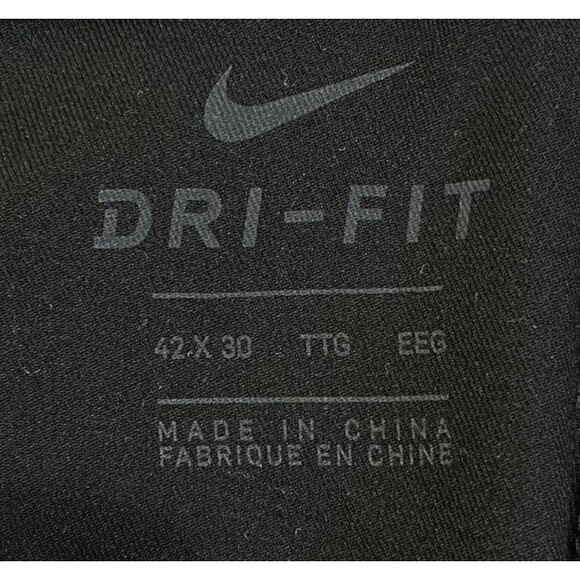 DRI-FIT
42 X 30 TTG EEG
MADE IN CHINA
FABRIQUE EN CHINE